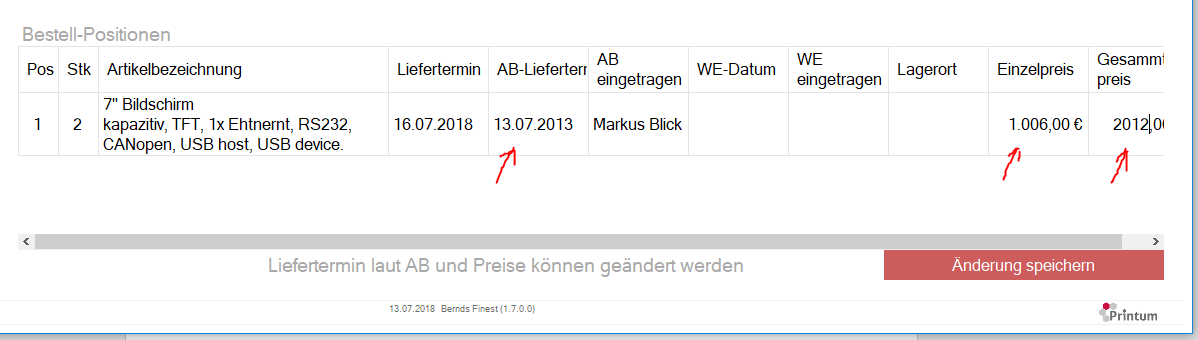 Bestell-Positionen
Pos Stk Artikelbezeichnung Liefertermin AB-Lieferterr AB eingetragen WE-Datum WE eingetragen Lagerort Einzelpreis Gesammt preis
7" Bildschirm
1 2 kapazitiv, TFT, 1x Ehtnernt, RS232, 16.07.2018 13.07.2013 Markus Blick 1.006,00 € 2012,00
CANopen, USB host, USB device.
Liefertermin laut AB und Preise können geändert werden Änderung speichern
13.07.2018 Bernds Finest (1.7.0.0) Printum